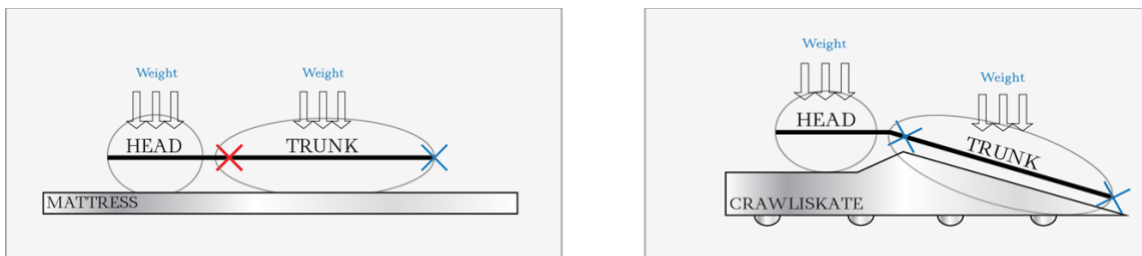 Weight
Weight
HEAD
TRUNK
MATTRESS
Weight
Weight
HEAD
TRUNK
CRAWLISKATE